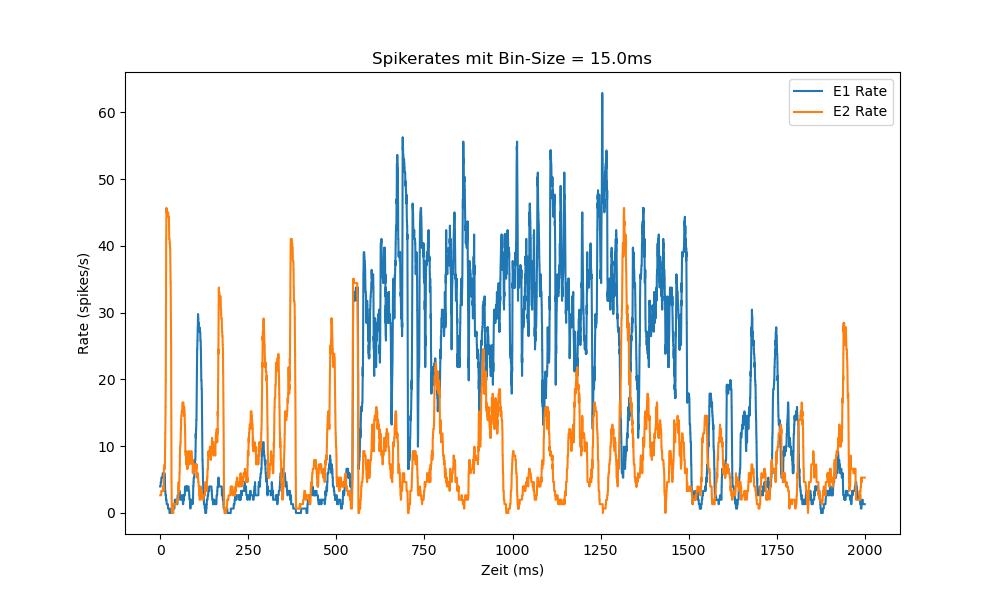 Spikerates mit Bin-Size = 15.0ms
E1 Rate
E2 Rate
Rate (spikes/s)
60
50
40
30
20
10
0
0 250 500 750 1000 1250 1500 1750 2000
Zeit (ms)